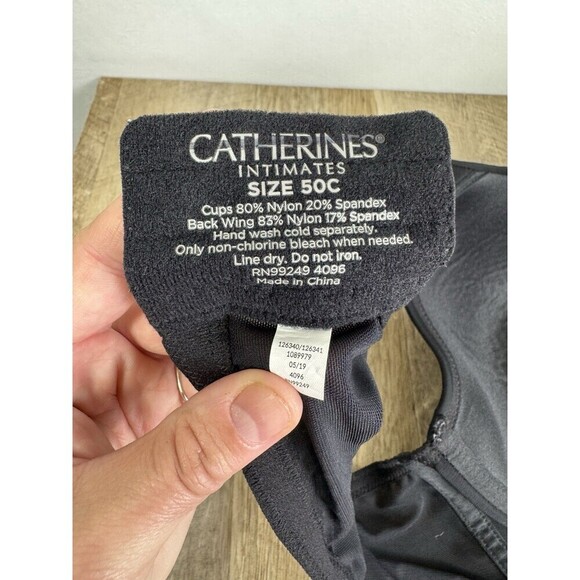 CATHERINES®
INTIMATES
SIZE 50C
Cups 80% Nylon 20% Spandex
Back Wing 83% Nylon 17% Spandex
Hand wash cold separately.
Only non-chlorine bleach when needed.
Line dry. Do not iron.
RN99249 4096
Made in China
126340/126341
1089979
05/19
4096